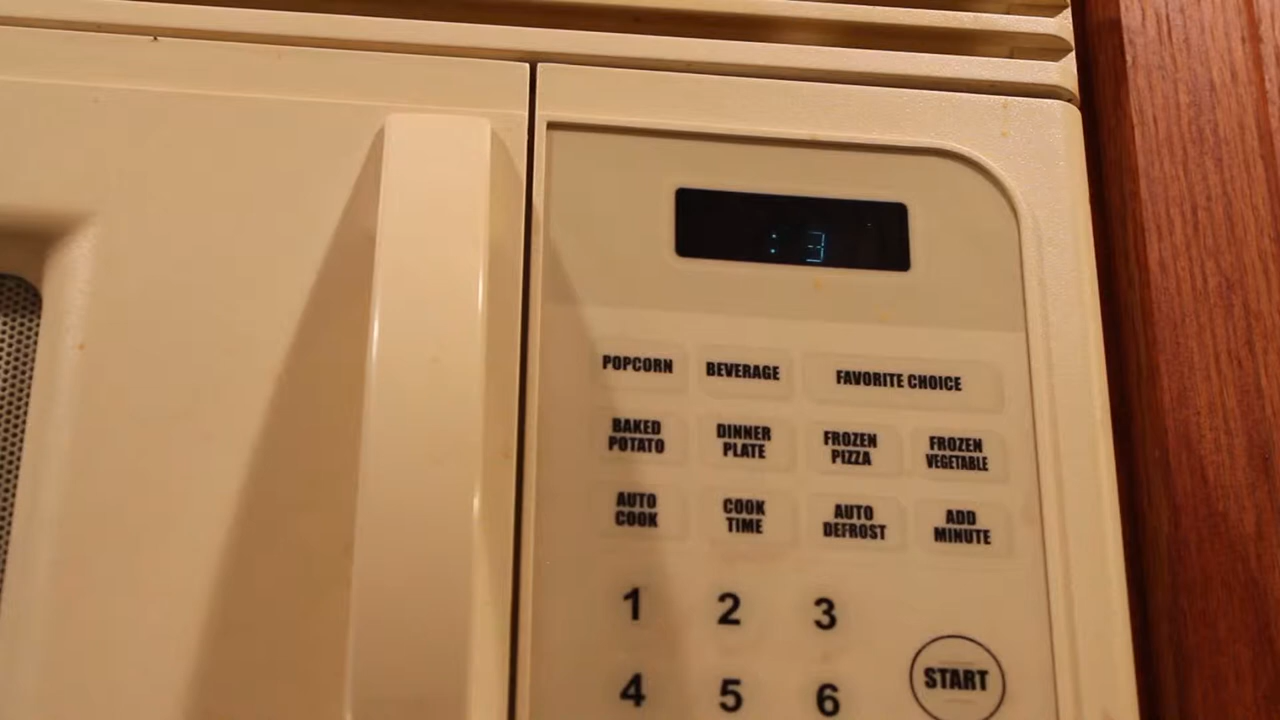 : 3
POPCORN BEVERAGE FAVORITE CHOICE
BAKED POTATO
DINNER PLATE
FROZEN PIZZA
FROZEN VEGETABLE
AUTO COOK
COOK TIME
AUTO DEFROST
ADD MINUTE
1 2 3
START
4 5 6